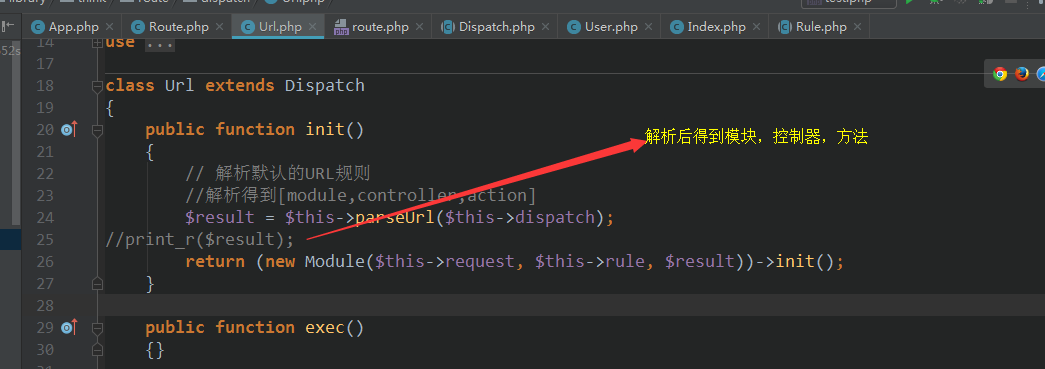 think
route
dispatch
App.php
Route.php
Url.php
route.php
Dispatch.php
User.php
Index.php
Rule.php
52s
14 use ...
17
18 class Url extends Dispatch
19 {
20 public function init()
解析后得到模块，控制器，方法
21 {
22 // 解析默认的URL规则
23 //解析得到[module,controller,action]
24 $result = $this->parseUrl($this->dispatch);
25 //print_r($result);
26 return (new Module($this->request, $this->rule, $result))->init();
27 }
28
29 public function exec()
30 {}